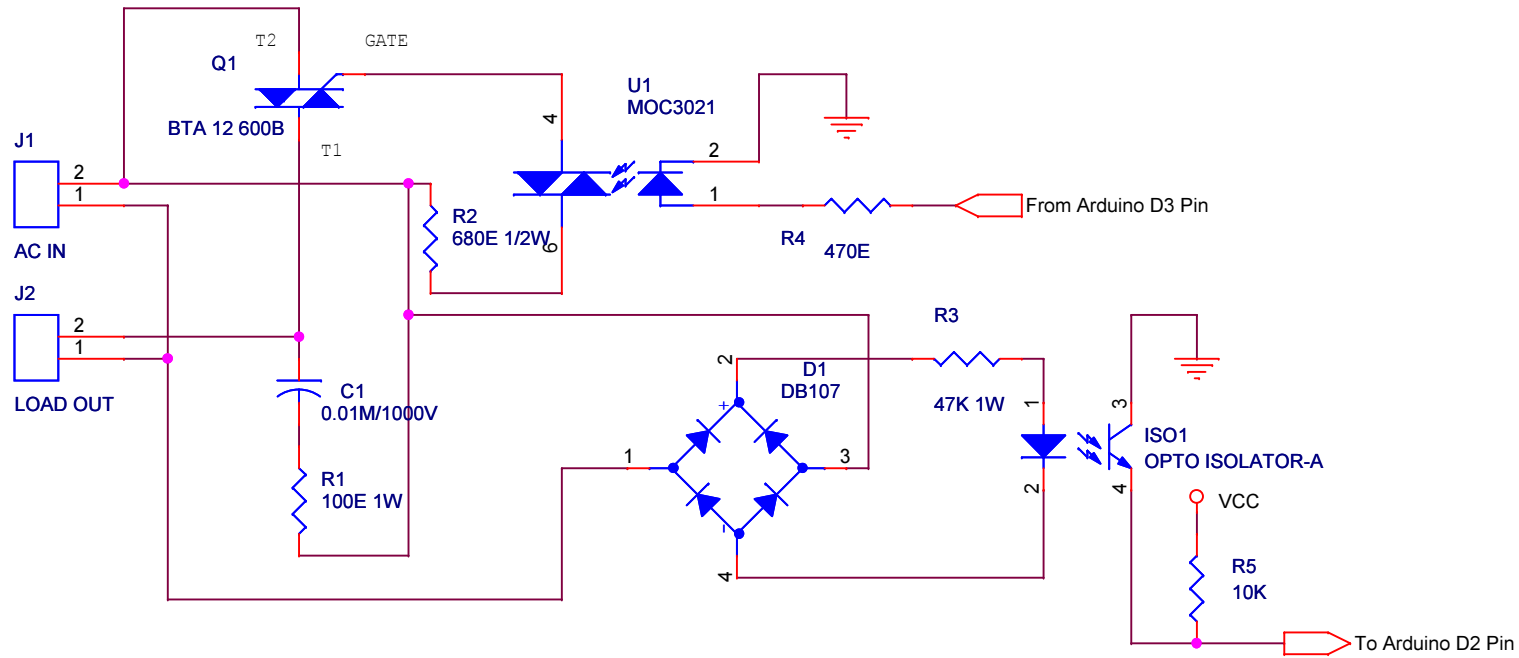 T2
GATE
Q1
BTA 12 600B
T1
U1
MOC3021
4
6
2
1
J1
2
1
AC IN
R2
680E 1/2W
R4
470E
From Arduino D3 Pin
J2
2
1
LOAD OUT
C1
0.01M/1000V
R1
100E 1W
D1
DB107
2
+
1
3
-
4
R3
47K 1W
1
2
3
4
ISO1
OPTO ISOLATOR-A
VCC
R5
10K
To Arduino D2 Pin